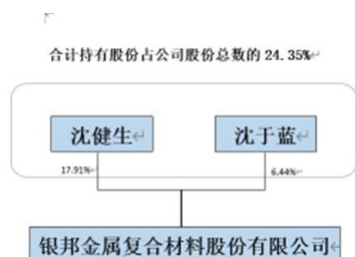 合计持有股份占公司股份总数的 24.35%
沈健生
沈于蓝
17.91%
6.44%
银邦金属复合材料股份有限公司